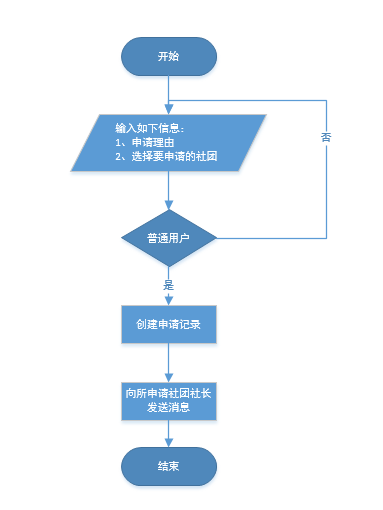 开始
输入如下信息：
1、申请理由
2、选择要申请的社团
否
普通用户
是
创建申请记录
向所申请社团社长
发送消息
结束